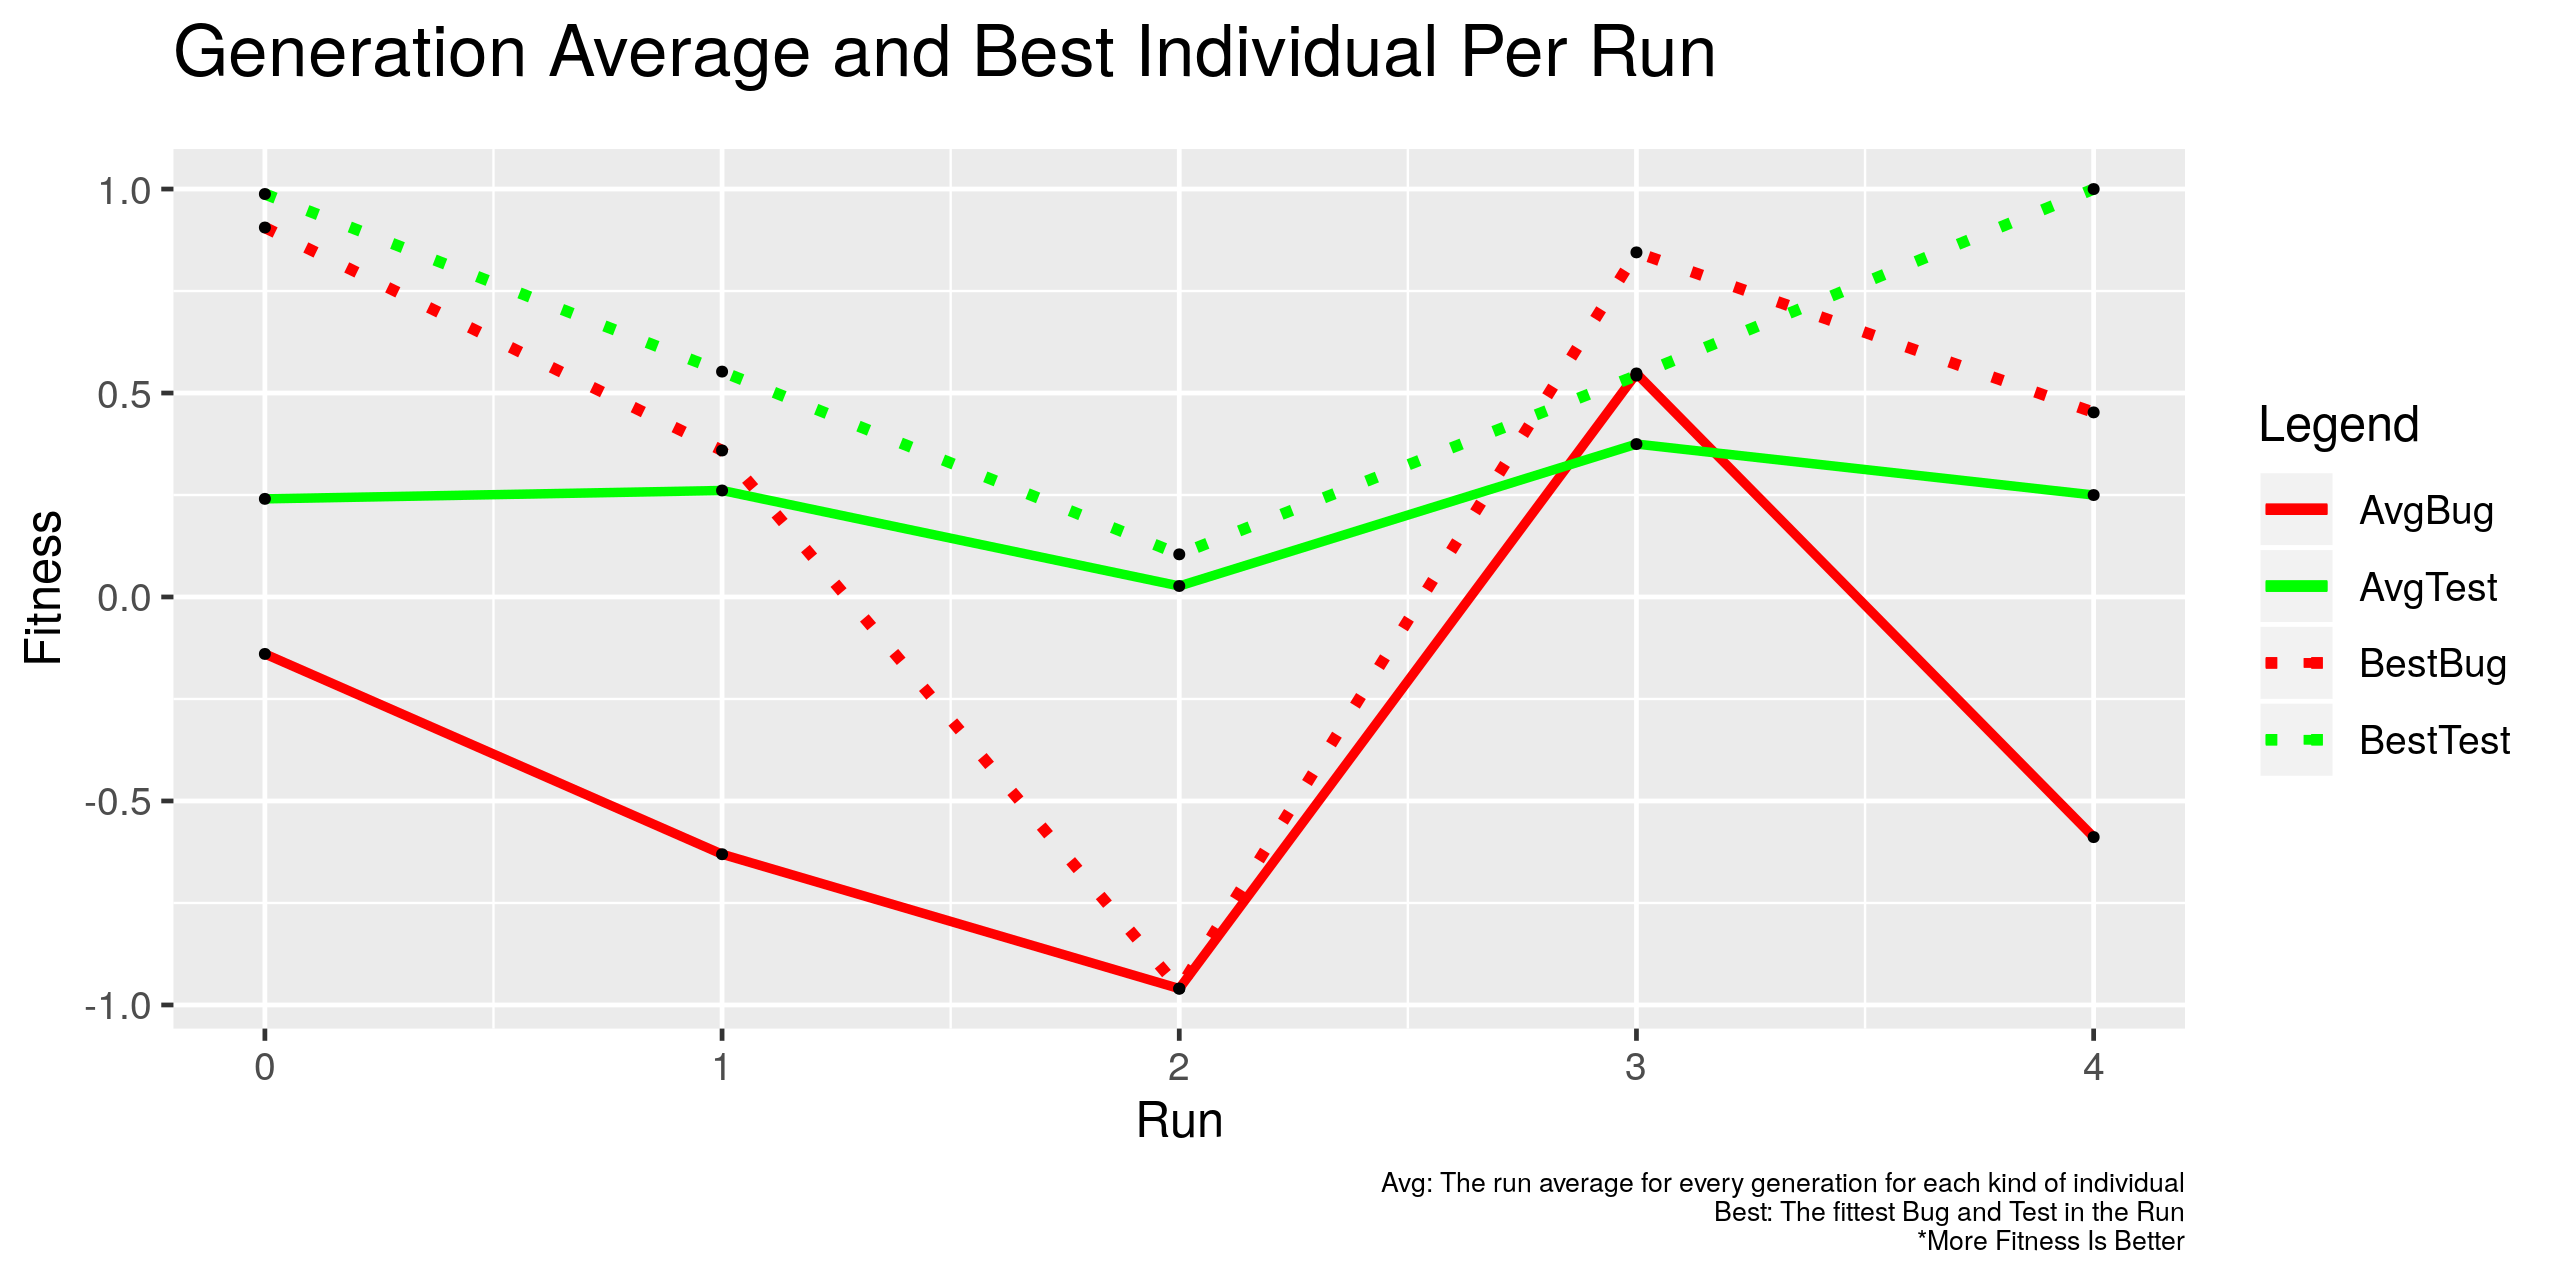 Generation Average and Best Individual Per Run
1.0
0.5
0.0
-0.5
-1.0
Fitness
0 1 2 3 4
Run
Legend
AvgBug
AvgTest
BestBug
BestTest
Avg: The run average for every generation for each kind of individual
Best: The fittest Bug and Test in the Run
*More Fitness Is Better